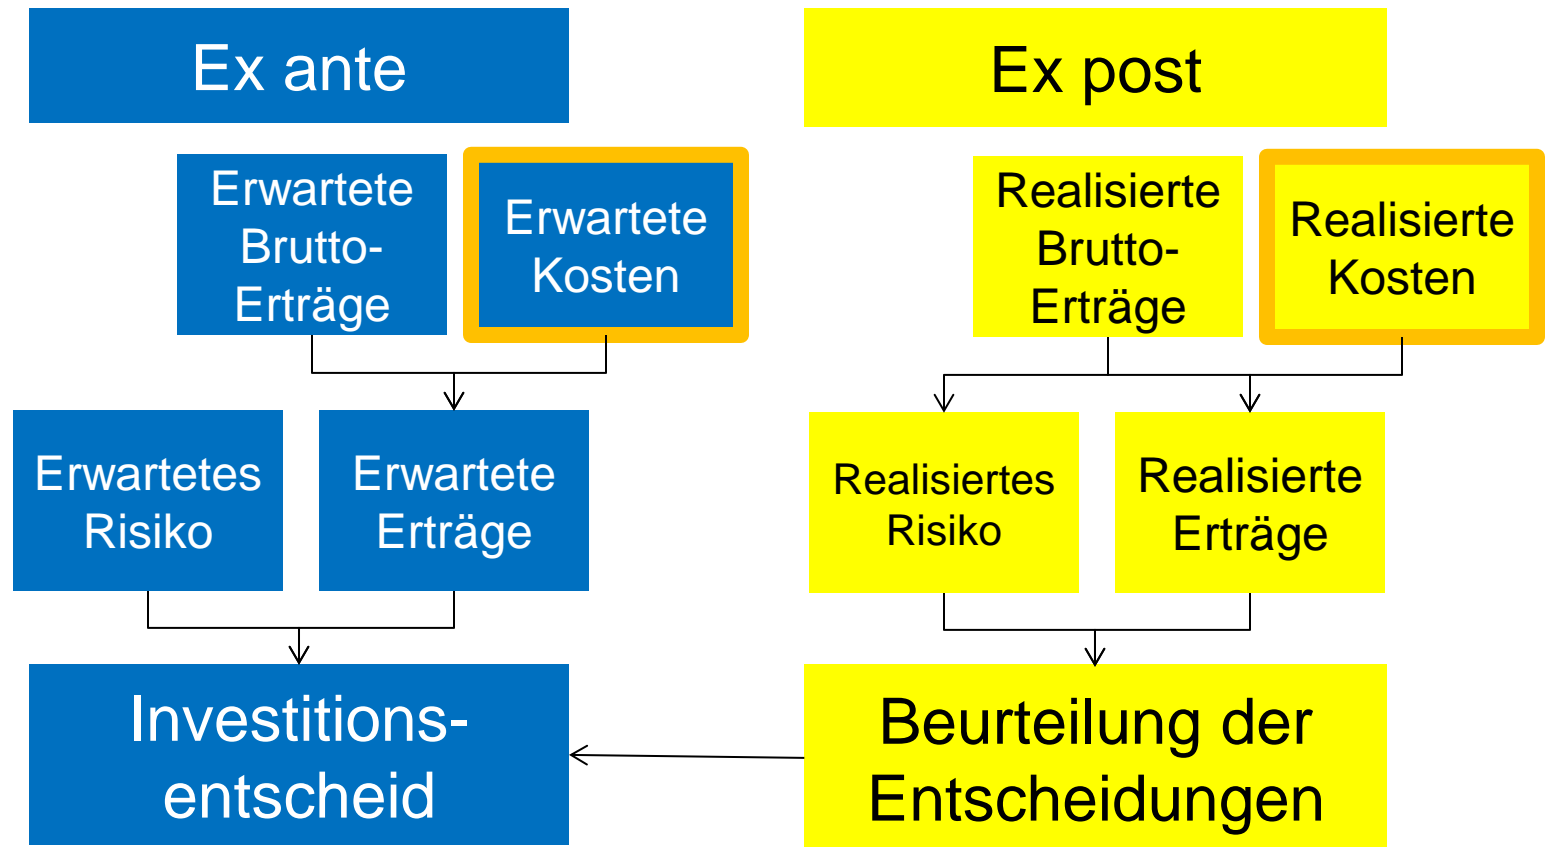 Ex ante
Ex post
Erwartete
Brutto-
Erträge
Erwartete
Kosten
Realisierte
Brutto-
Erträge
Realisierte
Kosten
Erwartetes
Risiko
Erwartete
Erträge
Realisiertes
Risiko
Realisierte
Erträge
Investitions-
entscheid
Beurteilung der
Entscheidungen